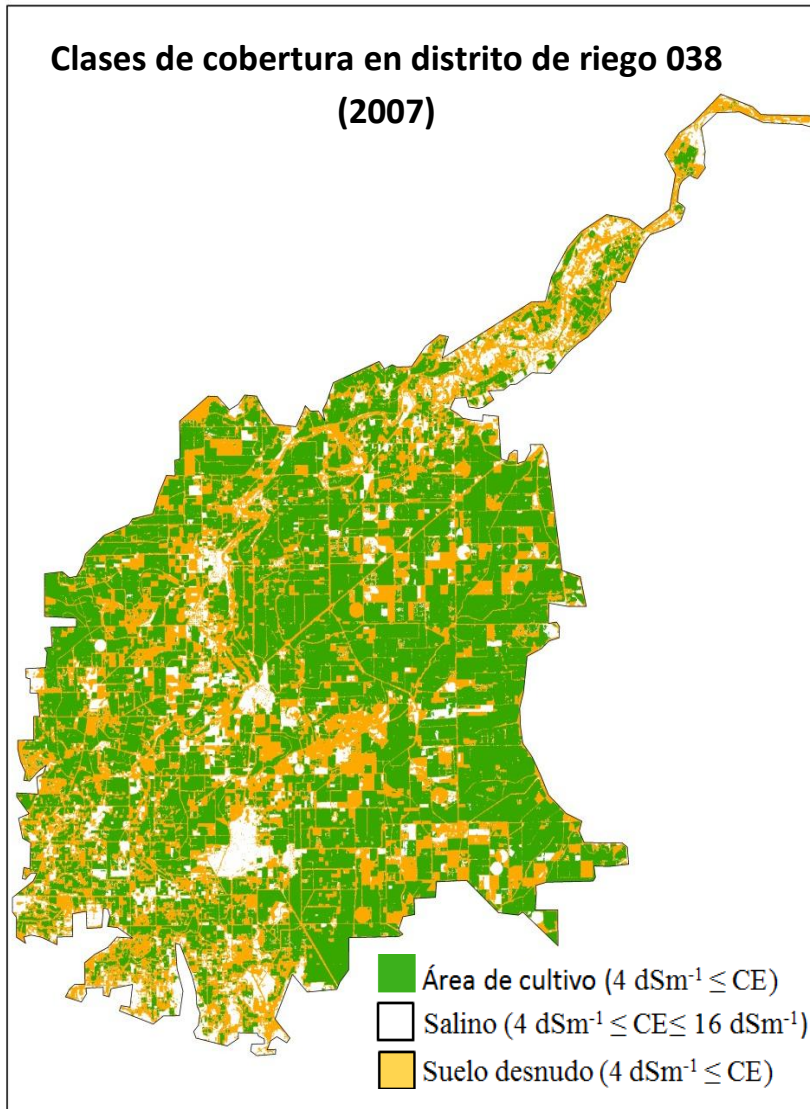 Clases de cobertura en distrito de riego 038
(2007)
Área de cultivo (4 dSm⁻¹ ≤ CE)
Salino (4 dSm⁻¹ ≤ CE≤ 16 dSm⁻¹)
Suelo desnudo (4 dSm⁻¹ ≤ CE)